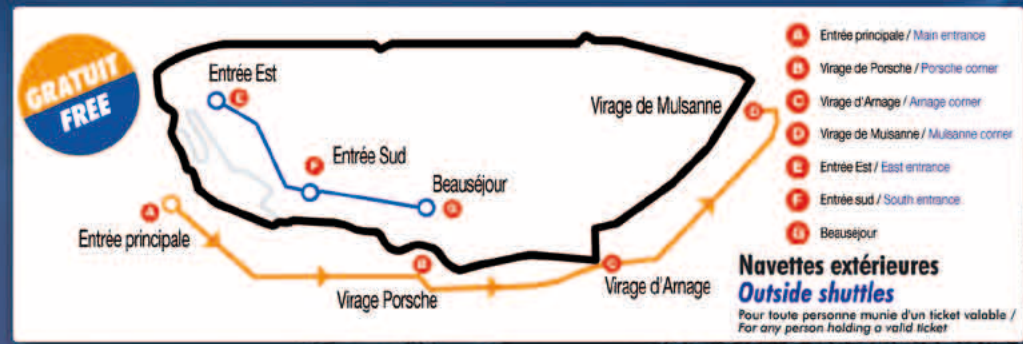 GRATUIT
FREE
Entrée Est
E
Entrée Sud
F
Beauséjour
G
Virage de Mulsanne
D
A
Entrée principale
B
Virage Porsche
C
Virage d'Arnage
A Entrée principale / Main entrance
B Virage de Porsche / Porsche corner
C Virage d'Arnage / Arnage corner
D Virage de Mulsanne / Mulsanne corner
E Entrée Est / East entrance
F Entrée sud / South entrance
G Beauséjour
Navettes extérieures
Outside shuttles
Pour toute personne munie d'un ticket valable /
For any person holding a valid ticket